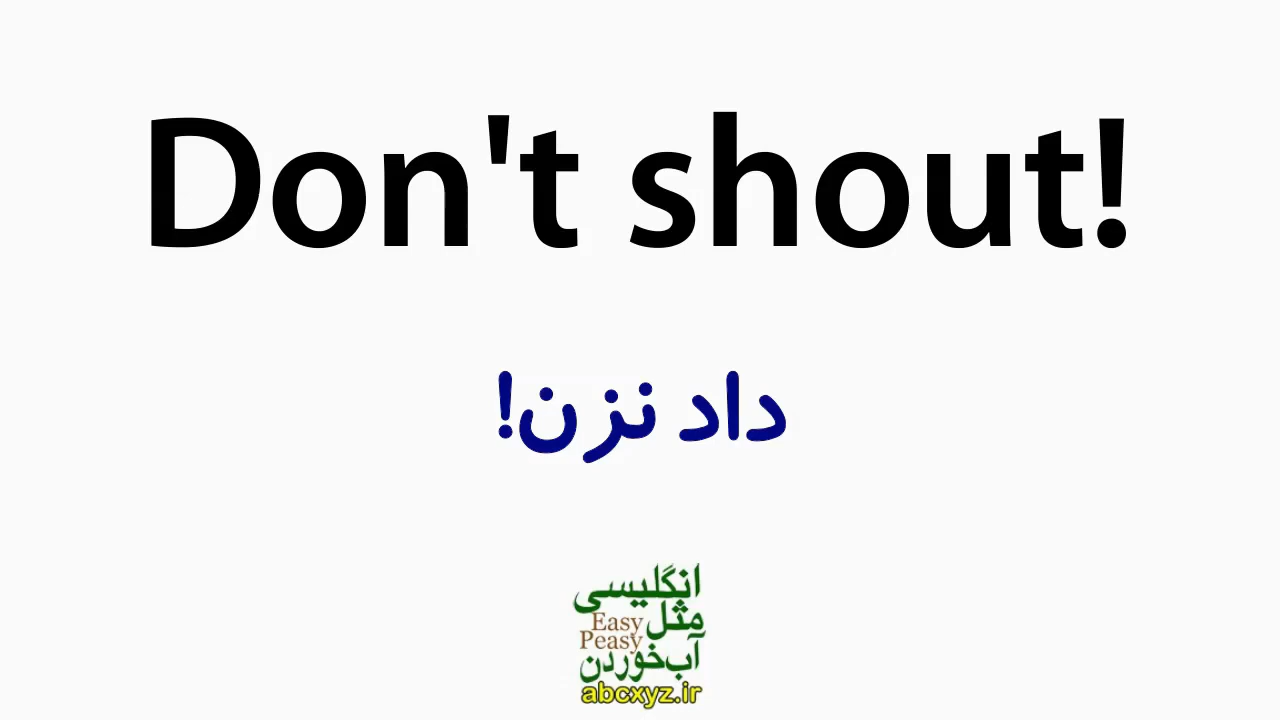 Don't shout!
داد نزن!
انگلیسی
مثل
Easy
Peasy
آب‌خوردن
abcxyz.ir